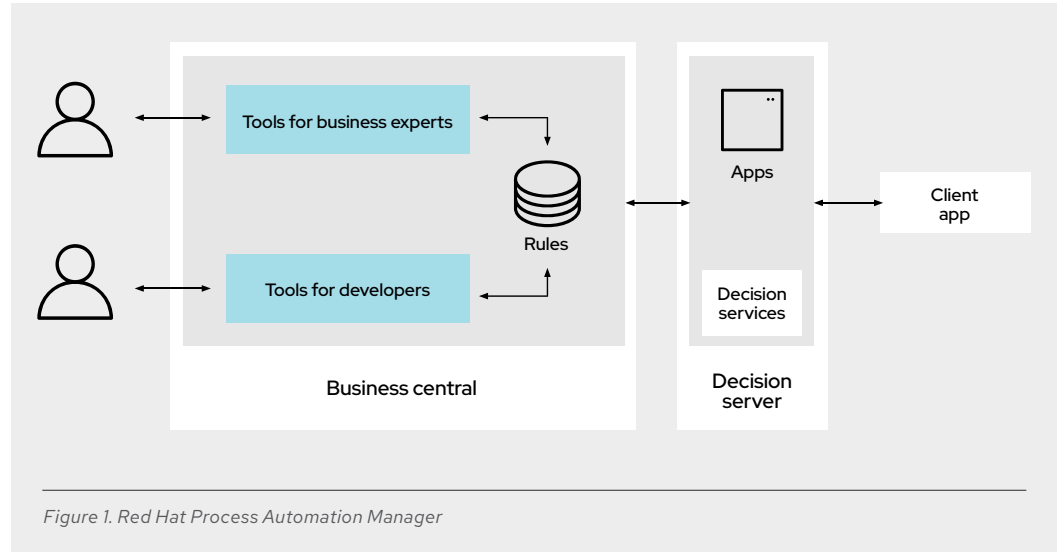 Tools for business experts
Rules
Tools for developers
Business central
Apps
Decision
services
Decision
server
Client
app
Figure 1. Red Hat Process Automation Manager